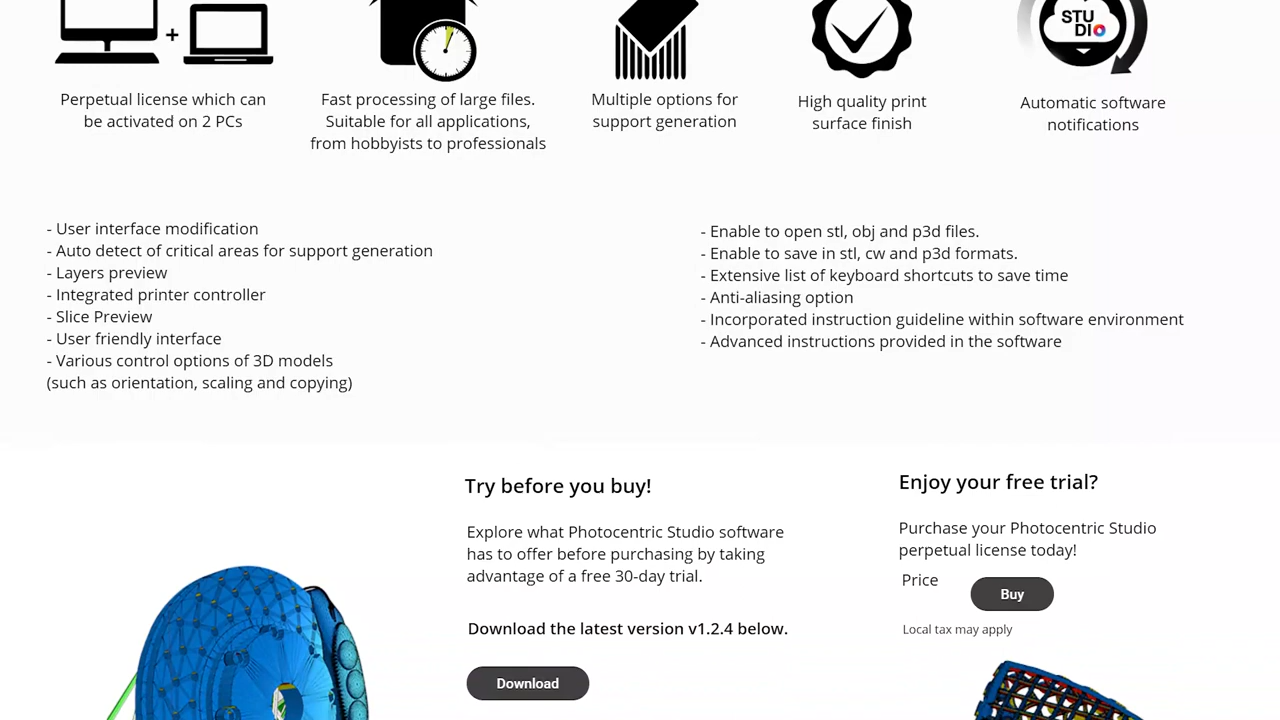 +
STU
DIO
Perpetual license which can
be activated on 2 PCs
Fast processing of large files.
Suitable for all applications,
from hobbyists to professionals
Multiple options for
support generation
High quality print
surface finish
Automatic software
notifications
- User interface modification
- Auto detect of critical areas for support generation
- Layers preview
- Integrated printer controller
- Slice Preview
- User friendly interface
- Various control options of 3D models
(such as orientation, scaling and copying)
- Enable to open stl, obj and p3d files.
- Enable to save in stl, cw and p3d formats.
- Extensive list of keyboard shortcuts to save time
- Anti-aliasing option
- Incorporated instruction guideline within software environment
- Advanced instructions provided in the software
Try before you buy!
Explore what Photocentric Studio software
has to offer before purchasing by taking
advantage of a free 30-day trial.
Download the latest version v1.2.4 below.
Download
Enjoy your free trial?
Purchase your Photocentric Studio
perpetual license today!
Price
Buy
Local tax may apply